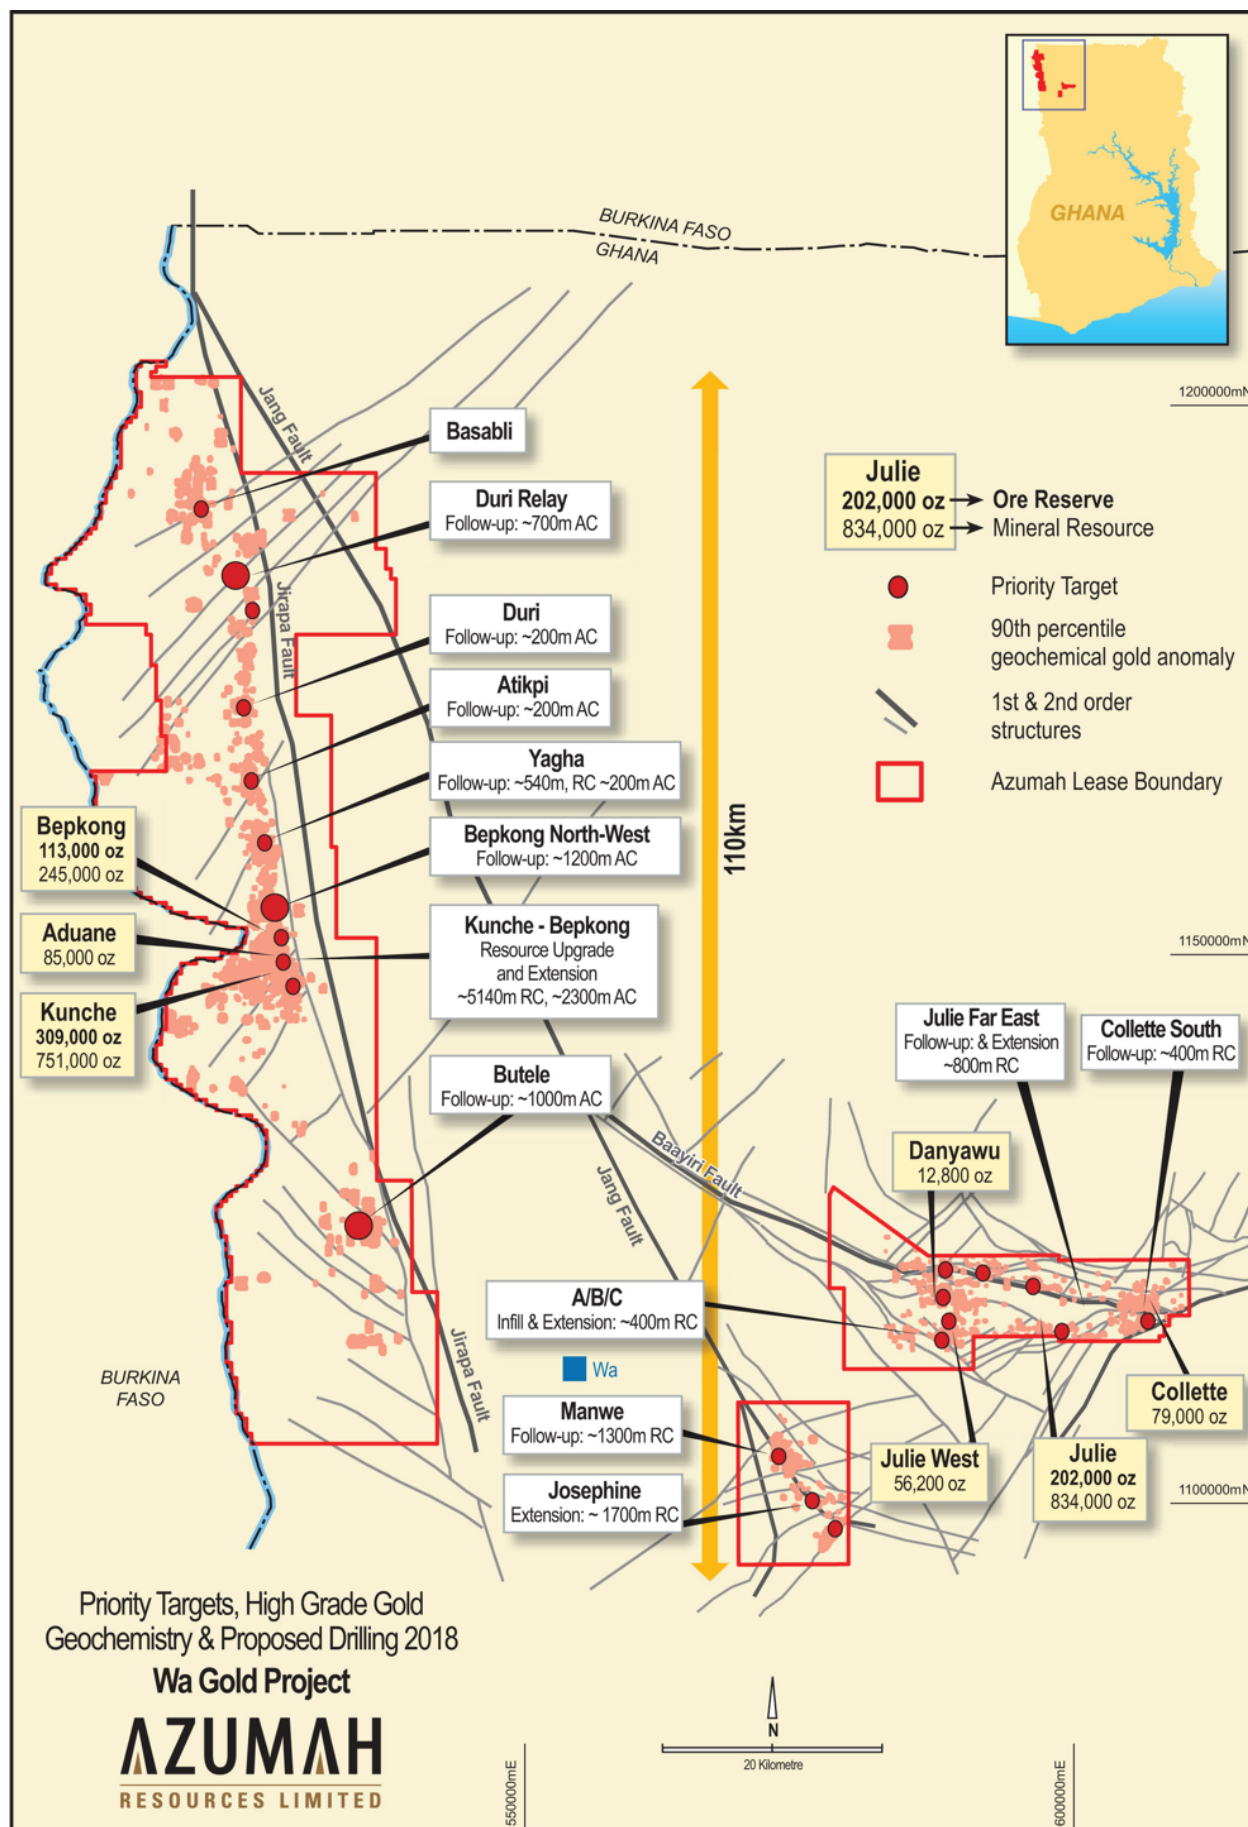 BURKINA FASO
GHANA
GHANA
1200000mN
Jang Fault
Basabli
Duri Relay
Follow-up: ~700m AC
Jirapa Fault
Duri
Follow-up: ~200m AC
Atikpi
Follow-up: ~200m AC
Yagha
Follow-up: ~540m, RC ~200m AC
Bepkong North-West
Follow-up: ~1200m AC
Kunche - Bepkong
Resource Upgrade
and Extension
~5140m RC, ~2300m AC
Butele
Follow-up: ~1000m AC
Bepkong
113,000 oz
245,000 oz
Aduane
85,000 oz
Kunche
309,000 oz
751,000 oz
110km
Julie
202,000 oz
834,000 oz
Ore Reserve
Mineral Resource
Priority Target
90th percentile
geochemical gold anomaly
1st & 2nd order
structures
Azumah Lease Boundary
1150000mN
Julie Far East
Follow-up: & Extension
~800m RC
Collette South
Follow-up: ~400m RC
Danyawu
12,800 oz
Baayiri Fault
Jang Fault
A/B/C
Infill & Extension: ~400m RC
Wa
Jirapa Fault
BURKINA
FASO
Manwe
Follow-up: ~1300m RC
Josephine
Extension: ~ 1700m RC
Julie West
56,200 oz
Julie
202,000 oz
834,000 oz
Collette
79,000 oz
1100000mN
Priority Targets, High Grade Gold
Geochemistry & Proposed Drilling 2018
Wa Gold Project
AZUMAH
RESOURCES LIMITED
N
20 Kilometre
550000mE
600000mE